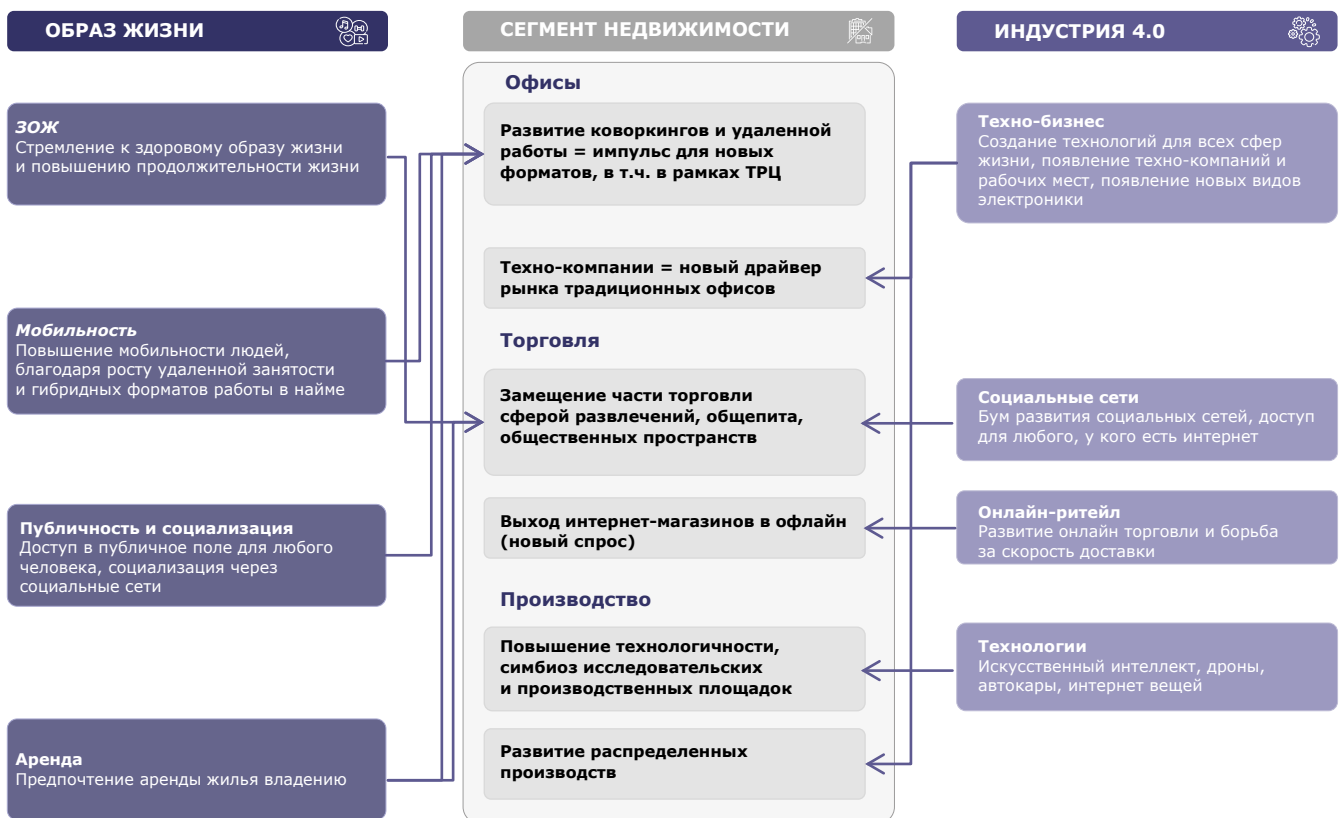 ОБРАЗ ЖИЗНИ
ЗОЖ
Стремление к здоровому образу жизни
и повышению продолжительности жизни
Мобильность
Повышение мобильности людей,
благодаря росту удаленной занятости
и гибридных форматов работы в найме
Публичность и социализация
Доступ в публичное поле для любого
человека, социализация через
социальные сети
Аренда
Предпочтение аренды жилья владению
СЕГМЕНТ НЕДВИЖИМОСТИ
Офисы
Развитие коворкингов и удаленной
работы = импульс для новых
форматов, в т.ч. в рамках ТРЦ
Техно-компании = новый драйвер
рынка традиционных офисов
Торговля
Замещение части торговли
сферой развлечений, общепита,
общественных пространств
Выход интернет-магазинов в офлайн
(новый спрос)
Производство
Повышение технологичности,
симбиоз исследовательских
и производственных площадок
Развитие распределенных
производств
ИНДУСТРИЯ 4.0
Техно-бизнес
Создание технологий для всех сфер
жизни, появление техно-компаний и
рабочих мест, появление новых видов
электроники
Социальные сети
Бум развития социальных сетей, доступ
для любого, у кого есть интернет
Онлайн-ритейл
Развитие онлайн торговли и борьба
за скорость доставки
Технологии
Искусственный интеллект, дроны,
автокары, интернет вещей